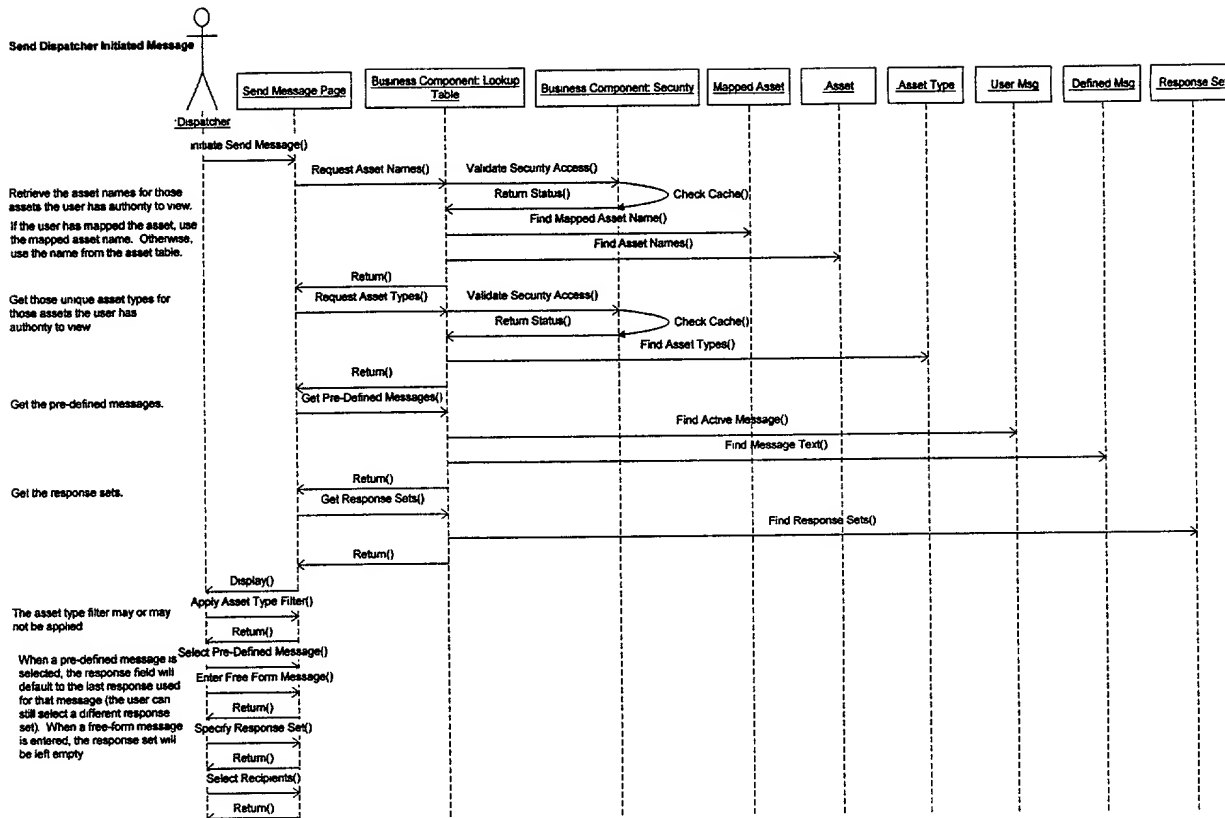 Send Dispatcher Initiated Message
Send Message Page
Business Component: Lookup
Table
Business Component: Security
Mapped Asset
Asset
Asset Type
User Msg
Defined Msg
Response Set
Dispatcher
Initiate Send Message()
Request Asset Names()
Validate Security Access()
Retrieve the asset names for those
assets the user has authority to view.
Return Status()
Check Cache()
If the user has mapped the asset, use
the mapped asset name. Otherwise,
use the name from the asset table.
Find Mapped Asset Name()
Find Asset Names()
Return()
Get those unique asset types for
those assets the user has
authority to view
Request Asset Types()
Validate Security Access()
Return Status()
Check Cache()
Find Asset Types()
Return()
Get the pre-defined messages.
Get Pre-Defined Messages()
Find Active Message()
Find Message Text()
Return()
Get the response sets.
Get Response Sets()
Find Response Sets()
Return()
Display()
Apply Asset Type Filter()
The asset type filter may or may
not be applied
Return()
Select Pre-Defined Message()
When a pre-defined message is
selected, the response field will
default to the last response used
for that message (the user can
still select a different response
set). When a free-form message
is entered, the response set will
be left empty
Enter Free Form Message()
Return()
Specify Response Set()
Return()
Select Recipients()
Return()